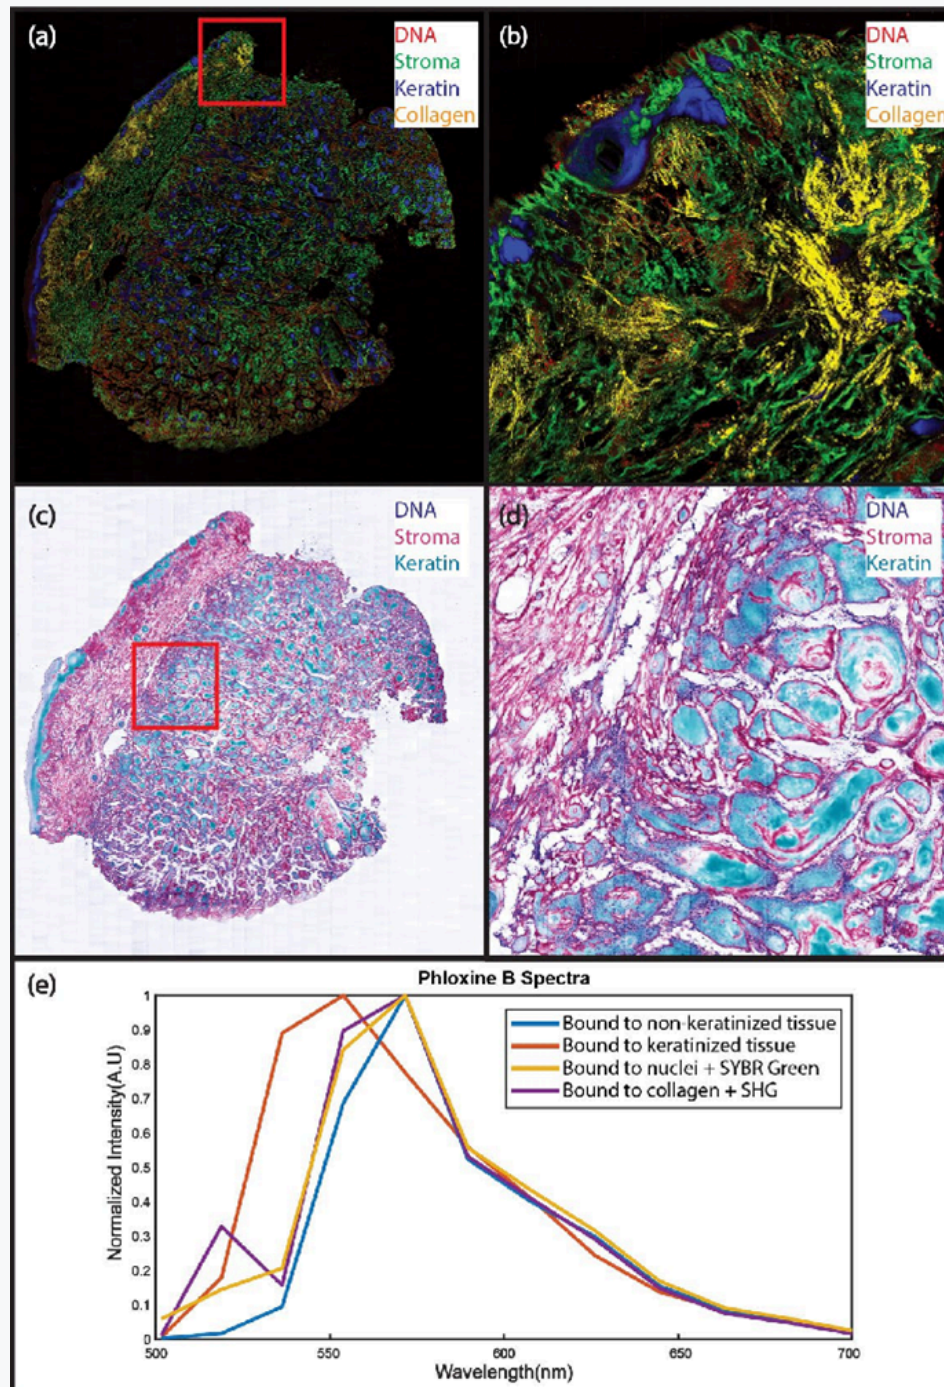 (a)
DNA
Stroma
Keratin
Collagen
(b)
DNA
Stroma
Keratin
Collagen
(c)
DNA
Stroma
Keratin
(d)
DNA
Stroma
Keratin
(e)
Phloxine B Spectra
Normalized Intensity(A.U)
1
0.9
0.8
0.7
0.6
0.5
0.4
0.3
0.2
0.1
0
Bound to non-keratinized tissue
Bound to keratinized tissue
Bound to nuclei + SYBR Green
Bound to collagen + SHG
500
550
600
650
700
Wavelength(nm)